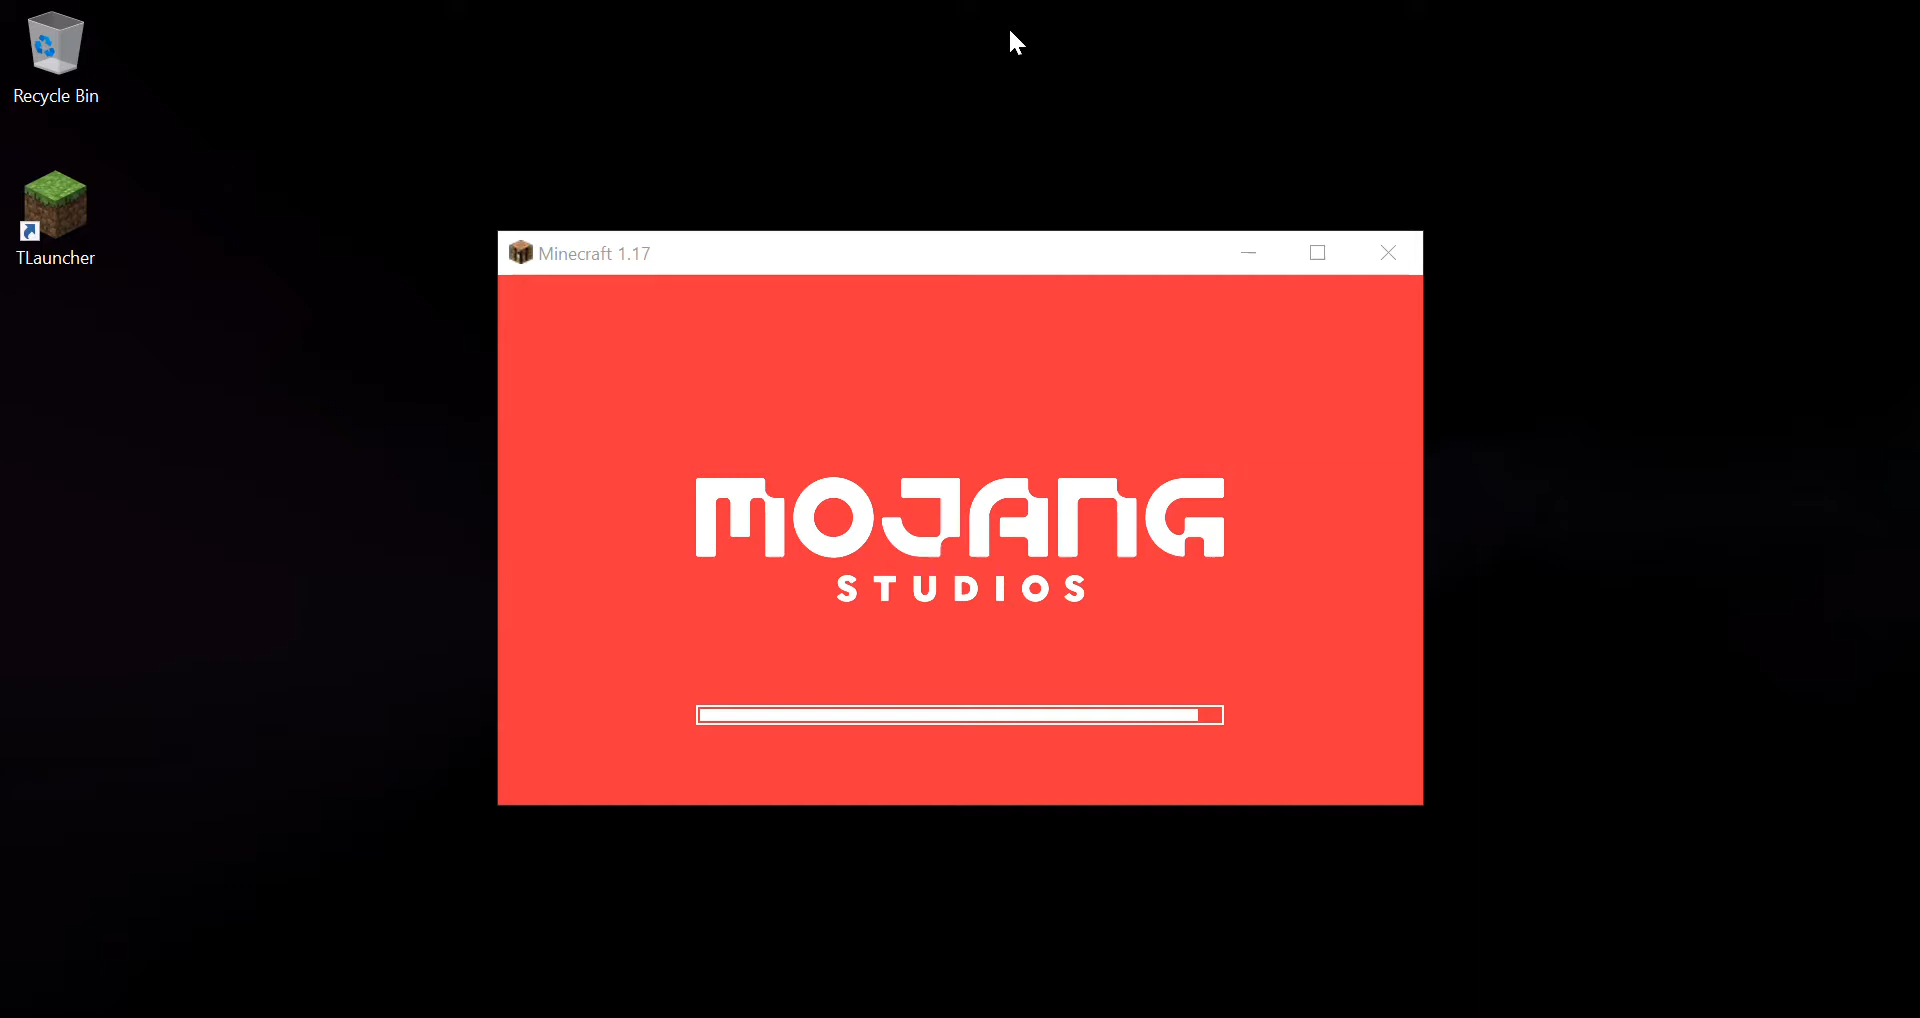 Recycle Bin
TLauncher
Minecraft 1.17
MOJANG
STUDIOS